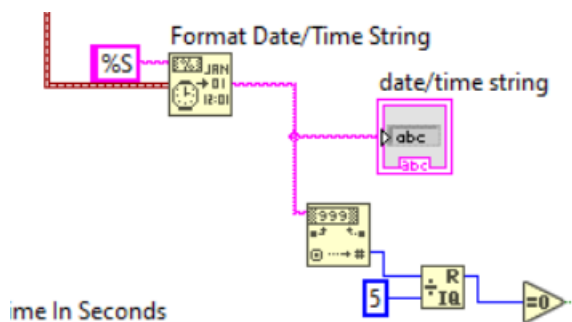 Format Date/Time String
%S
%
JAN
01
12:01
date/time string
abc
abc
999
#
R
IQ
5
=0
ime In Seconds